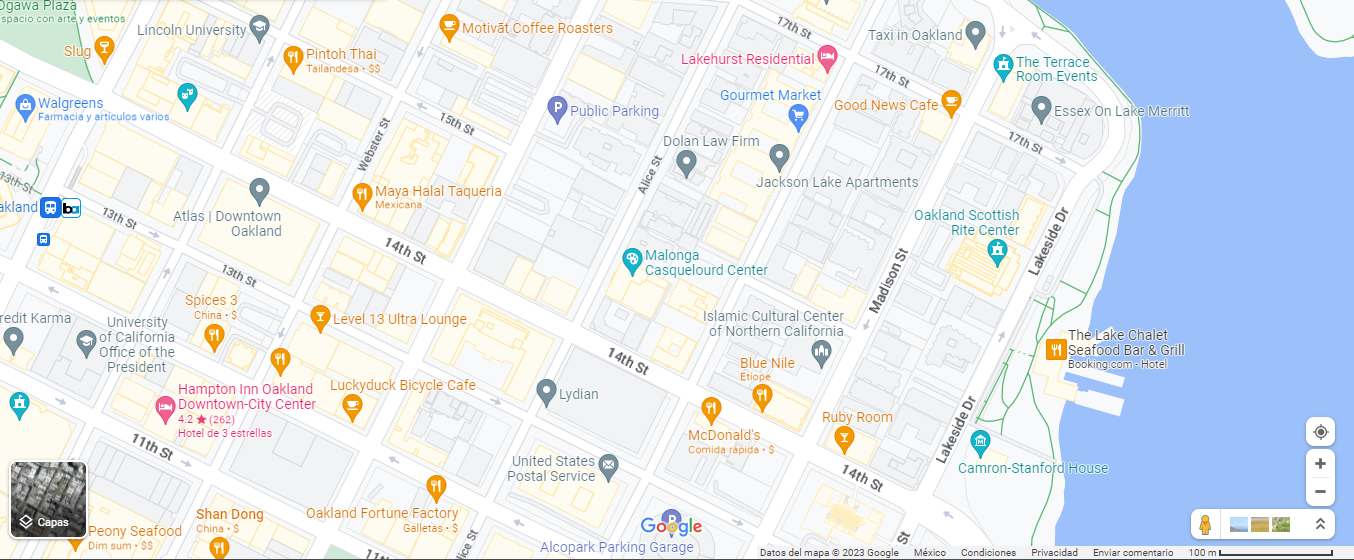 Ogawa Plaza
espacio con arte y eventos
Lincoln University
Motivāt Coffee Roasters
17th St
Taxi in Oakland
Slug
Pintoh Thai
Tailandesa • $$
Lakehurst Residential
17th St
The Terrace
Room Events
Walgreens
Farmacia y artículos varios
Gourmet Market
Public Parking
Good News Cafe
Essex On Lake Merritt
15th St
Webster St
Dolan Law Firm
17th St
Alice St
Jackson Lake Apartments
13th St
Maya Halal Taqueria
Mexicana
akland
ba
13th St
Atlas | Downtown
Oakland
Oakland Scottish
Rite Center
Lakeside Dr
14th St
Malonga
Casquelourd Center
Madison St
13th St
Spices 3
China • $
redit Karma
University
of California
Office of the
President
Level 13 Ultra Lounge
Islamic Cultural Center
of Northern California
The Lake Chalet
Seafood Bar & Grill
Booking.com - Hotel
14th St
Blue Nile
Etíope
Hampton Inn Oakland
Downtown-City Center
4.2 ★ (262)
Hotel de 3 estrellas
Luckyduck Bicycle Cafe
Lydian
McDonald's
Comida rápida • $
Ruby Room
Lakeside Dr
11th St
United States
Postal Service
14th St
Camron-Stanford House
Capas
Oakland Fortune Factory
Galletas • $
Shan Dong
China • $
Peony Seafood
Dim sum • $$
Google
Alcopark Parking Garage
11th
Alice St
St
Datos del mapa © 2023 Google
México
Condiciones
Privacidad
Enviar comentario
100 m